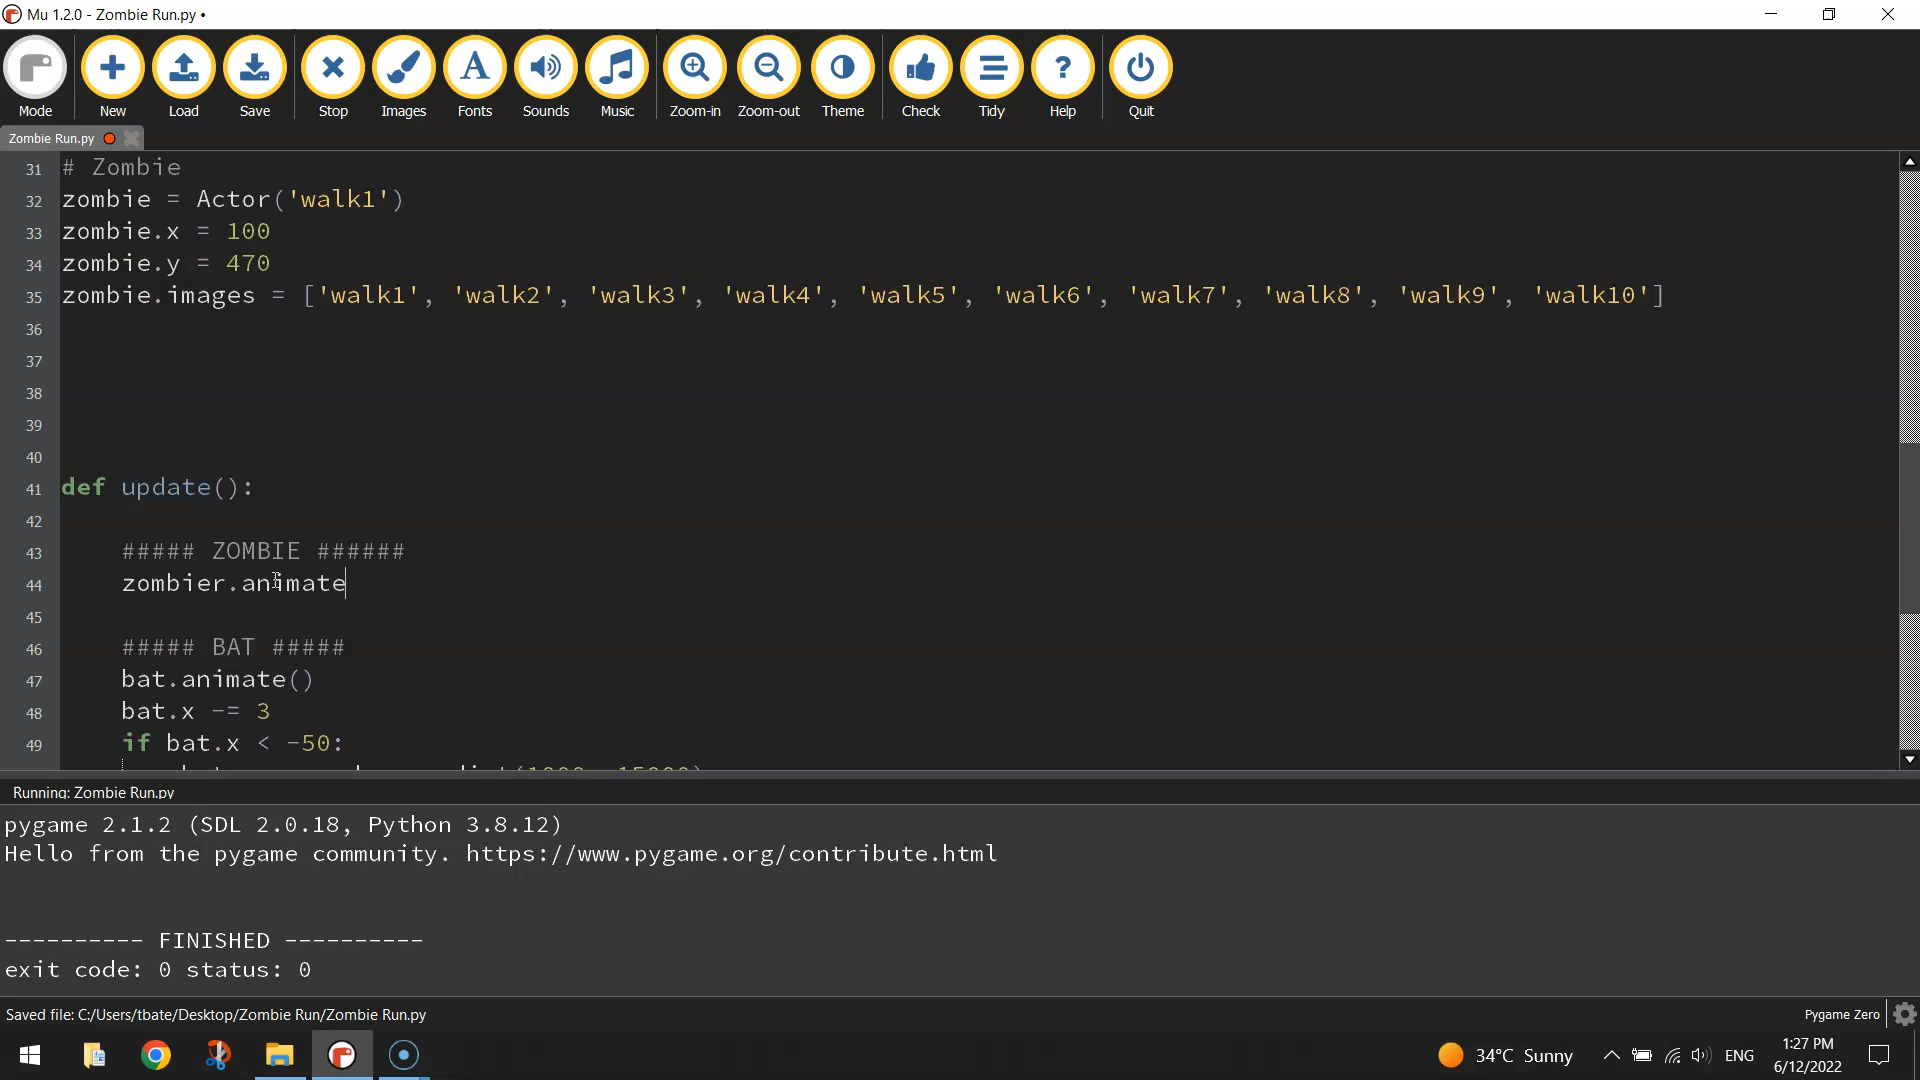 Mu 1.2.0 - Zombie Run.py •
Mode New Load Save Stop Images Fonts Sounds Music Zoom-in Zoom-out Theme Check Tidy Help Quit
Zombie Run.py
31 # Zombie
32 zombie = Actor('walk1')
33 zombie.x = 100
34 zombie.y = 470
35 zombie.images = ['walk1', 'walk2', 'walk3', 'walk4', 'walk5', 'walk6', 'walk7', 'walk8', 'walk9', 'walk10']
36
37
38
39
40
41 def update():
42
43 ##### ZOMBIE ######
44 zombier.animate
45
46 ##### BAT #####
47 bat.animate()
48 bat.x -= 3
49 if bat.x < -50:
Running: Zombie Run.py
pygame 2.1.2 (SDL 2.0.18, Python 3.8.12)
Hello from the pygame community. https://www.pygame.org/contribute.html
---------- FINISHED ----------
exit code: 0 status: 0
Saved file: C:/Users/tbate/Desktop/Zombie Run/Zombie Run.py
Pygame Zero
34°C Sunny
ENG
1:27 PM
6/12/2022